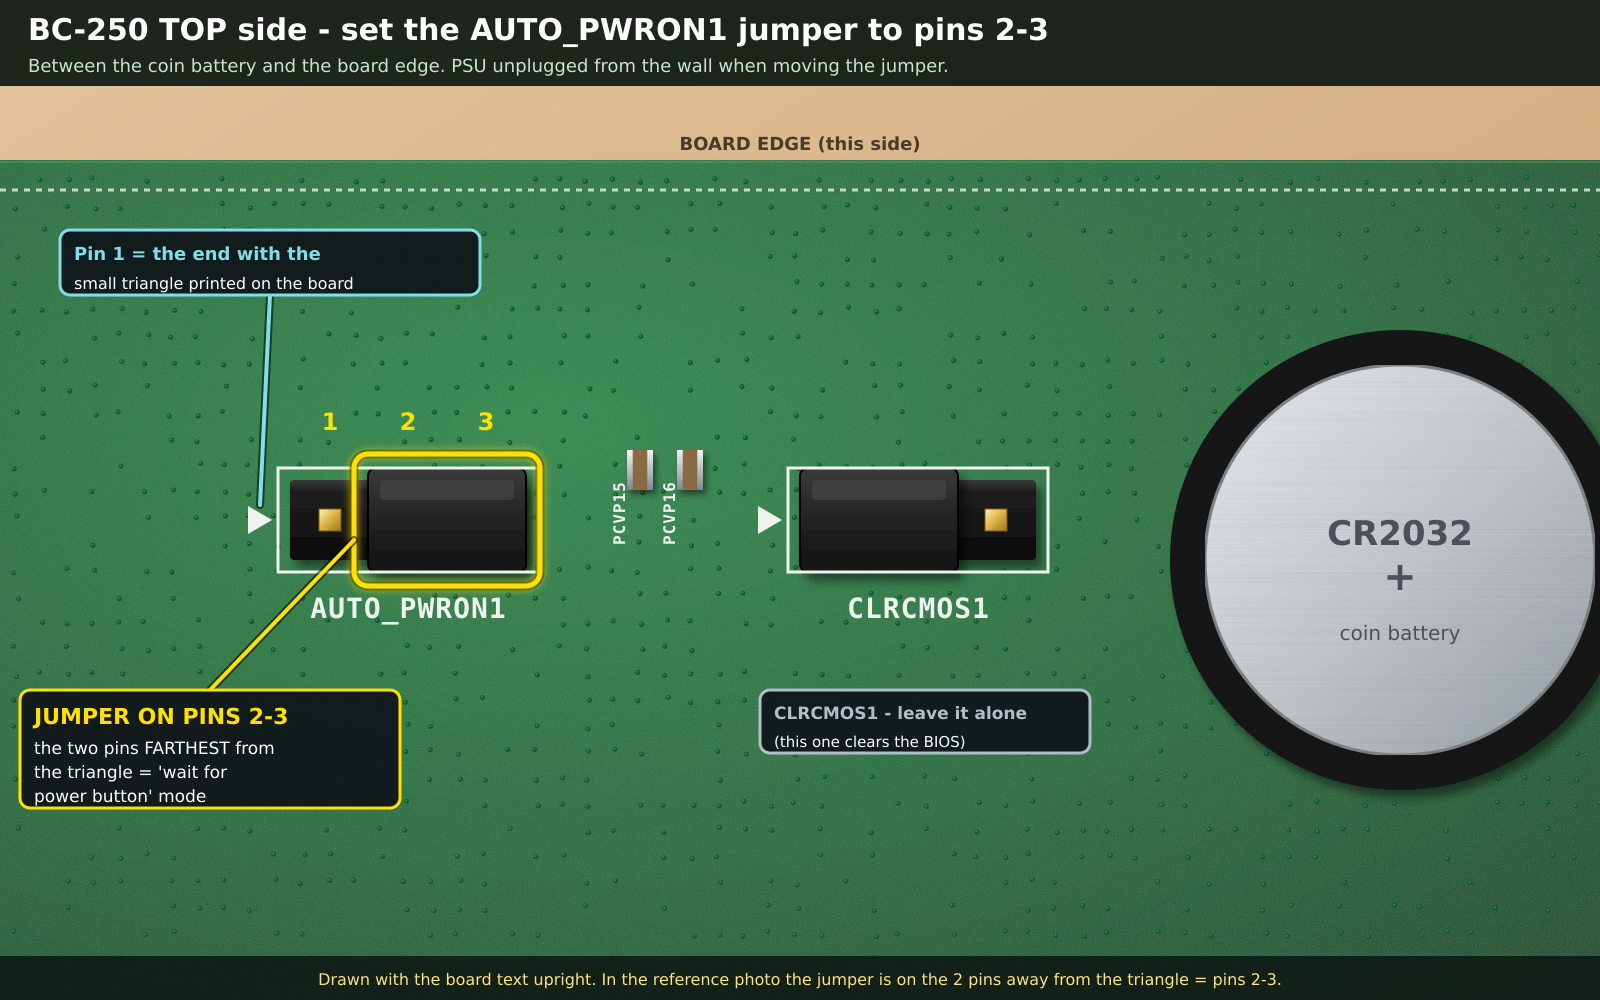 BC-250 TOP side - set the AUTO_PWRON1 jumper to pins 2-3
Between the coin battery and the board edge. PSU unplugged from the wall when moving the jumper.
BOARD EDGE (this side)
Pin 1 = the end with the
small triangle printed on the board
1 2 3
PCVP15
PCVP16
AUTO_PWRON1
CLRCMOS1
CR2032
+
coin battery
JUMPER ON PINS 2-3
the two pins FARTHEST from
the triangle = 'wait for
power button' mode
CLRCMOS1 - leave it alone
(this one clears the BIOS)
Drawn with the board text upright. In the reference photo the jumper is on the 2 pins away from the triangle = pins 2-3.